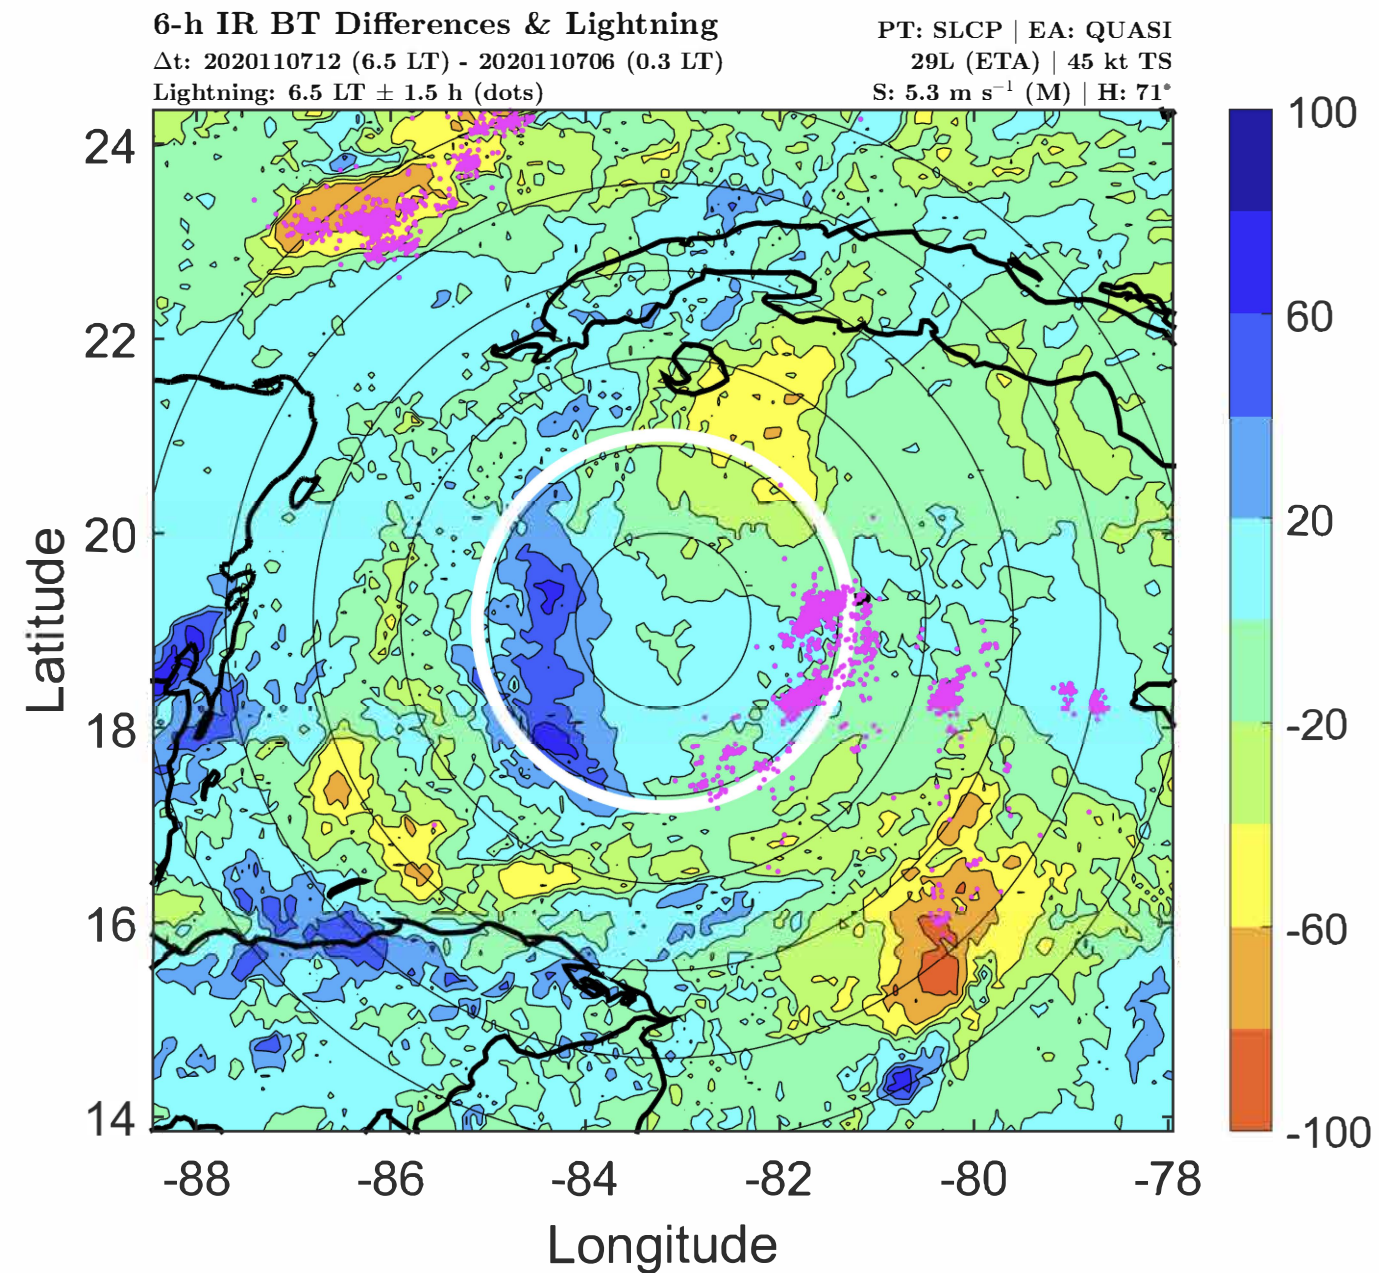 6-h IR BT Differences & Lightning
PT: SLCP | EA: QUASI
Δt: 2020110712 (6.5 LT) - 2020110706 (0.3 LT)
29L (ETA) | 45 kt TS
Lightning: 6.5 LT ± 1.5 h (dots)
S: 5.3 m s⁻¹ (M) | H: 71°
24
22
20
18
16
14
Latitude
-88
-86
-84
-82
-80
-78
Longitude
100
60
20
-20
-60
-100